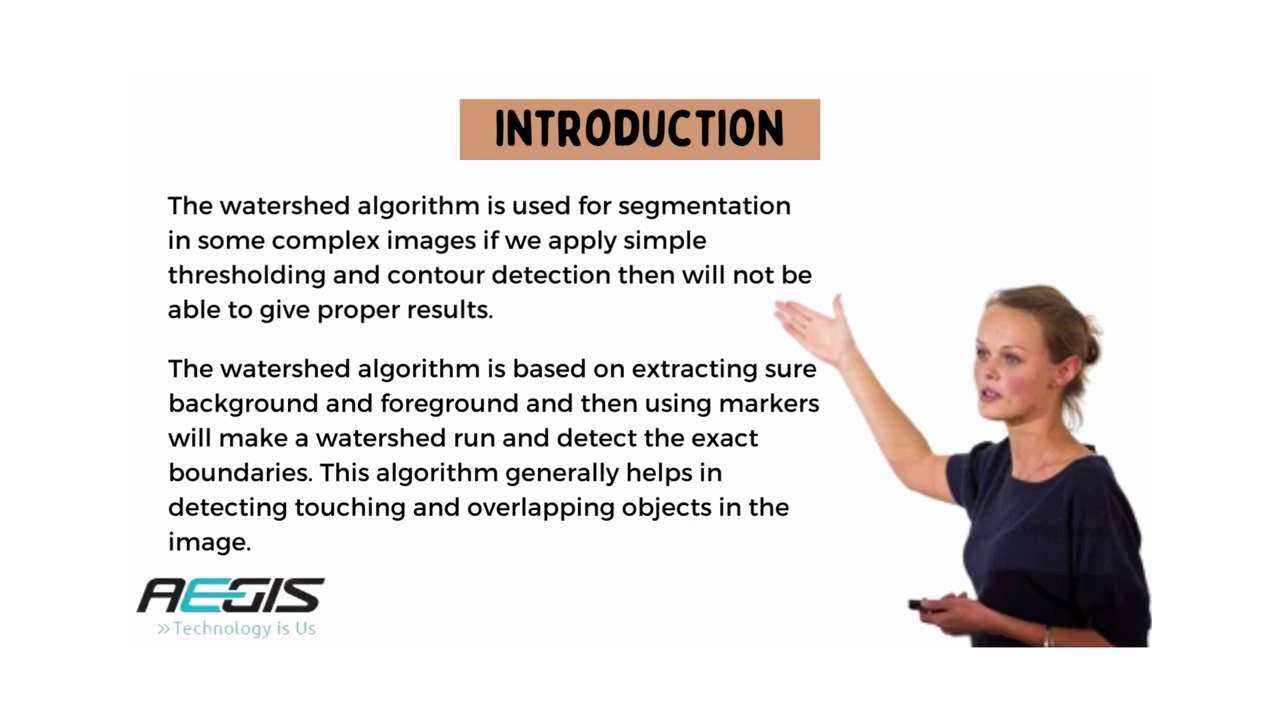 INTRODUCTION
The watershed algorithm is used for segmentation
in some complex images if we apply simple
thresholding and contour detection then will not be
able to give proper results.
The watershed algorithm is based on extracting sure
background and foreground and then using markers
will make a watershed run and detect the exact
boundaries. This algorithm generally helps in
detecting touching and overlapping objects in the
image.
AEGIS
»Technology is Us